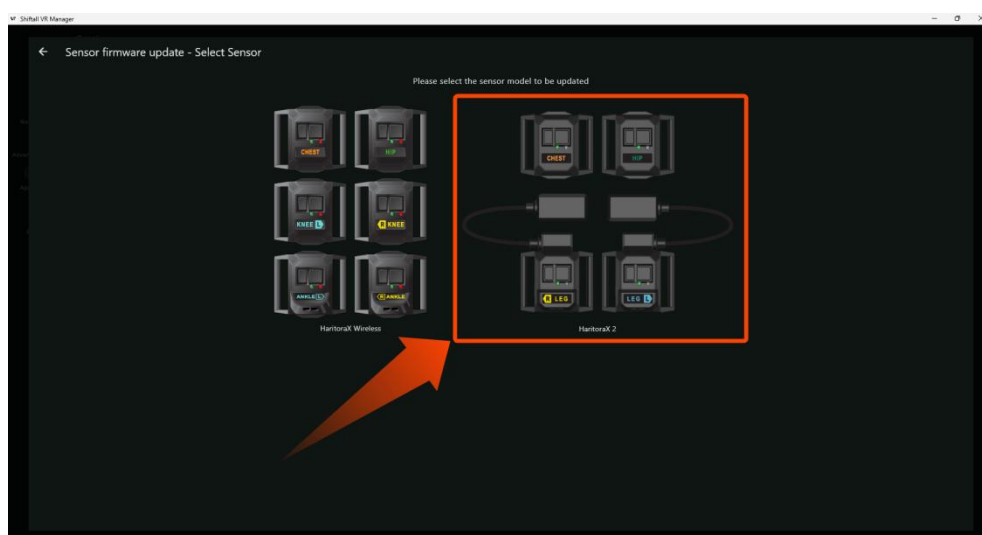 Shiftall VR Manager
Sensor firmware update - Select Sensor
Please select the sensor model to be updated
CHEST
HIP
KNEE L
R KNEE
ANKLE L
R ANKLE
HaritoraX Wireless
CHEST
HIP
R LEG
LEG L
HaritoraX 2